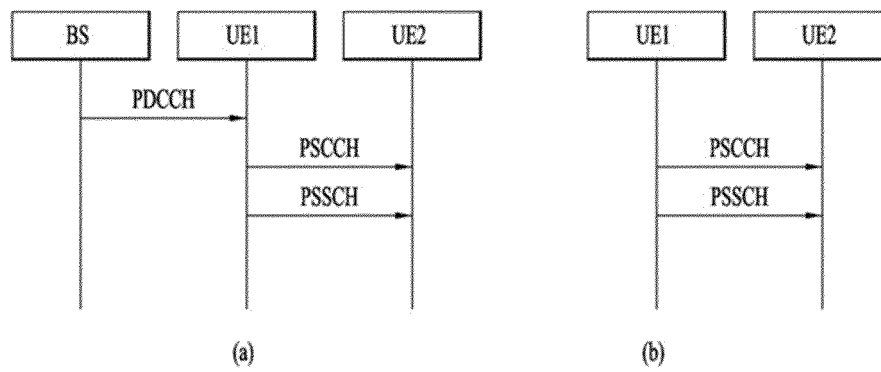 BS UE1 UE2 UE1 UE2
PDCCH
PSCCH PSCCH
PSSCH PSSCH
(a) (b)